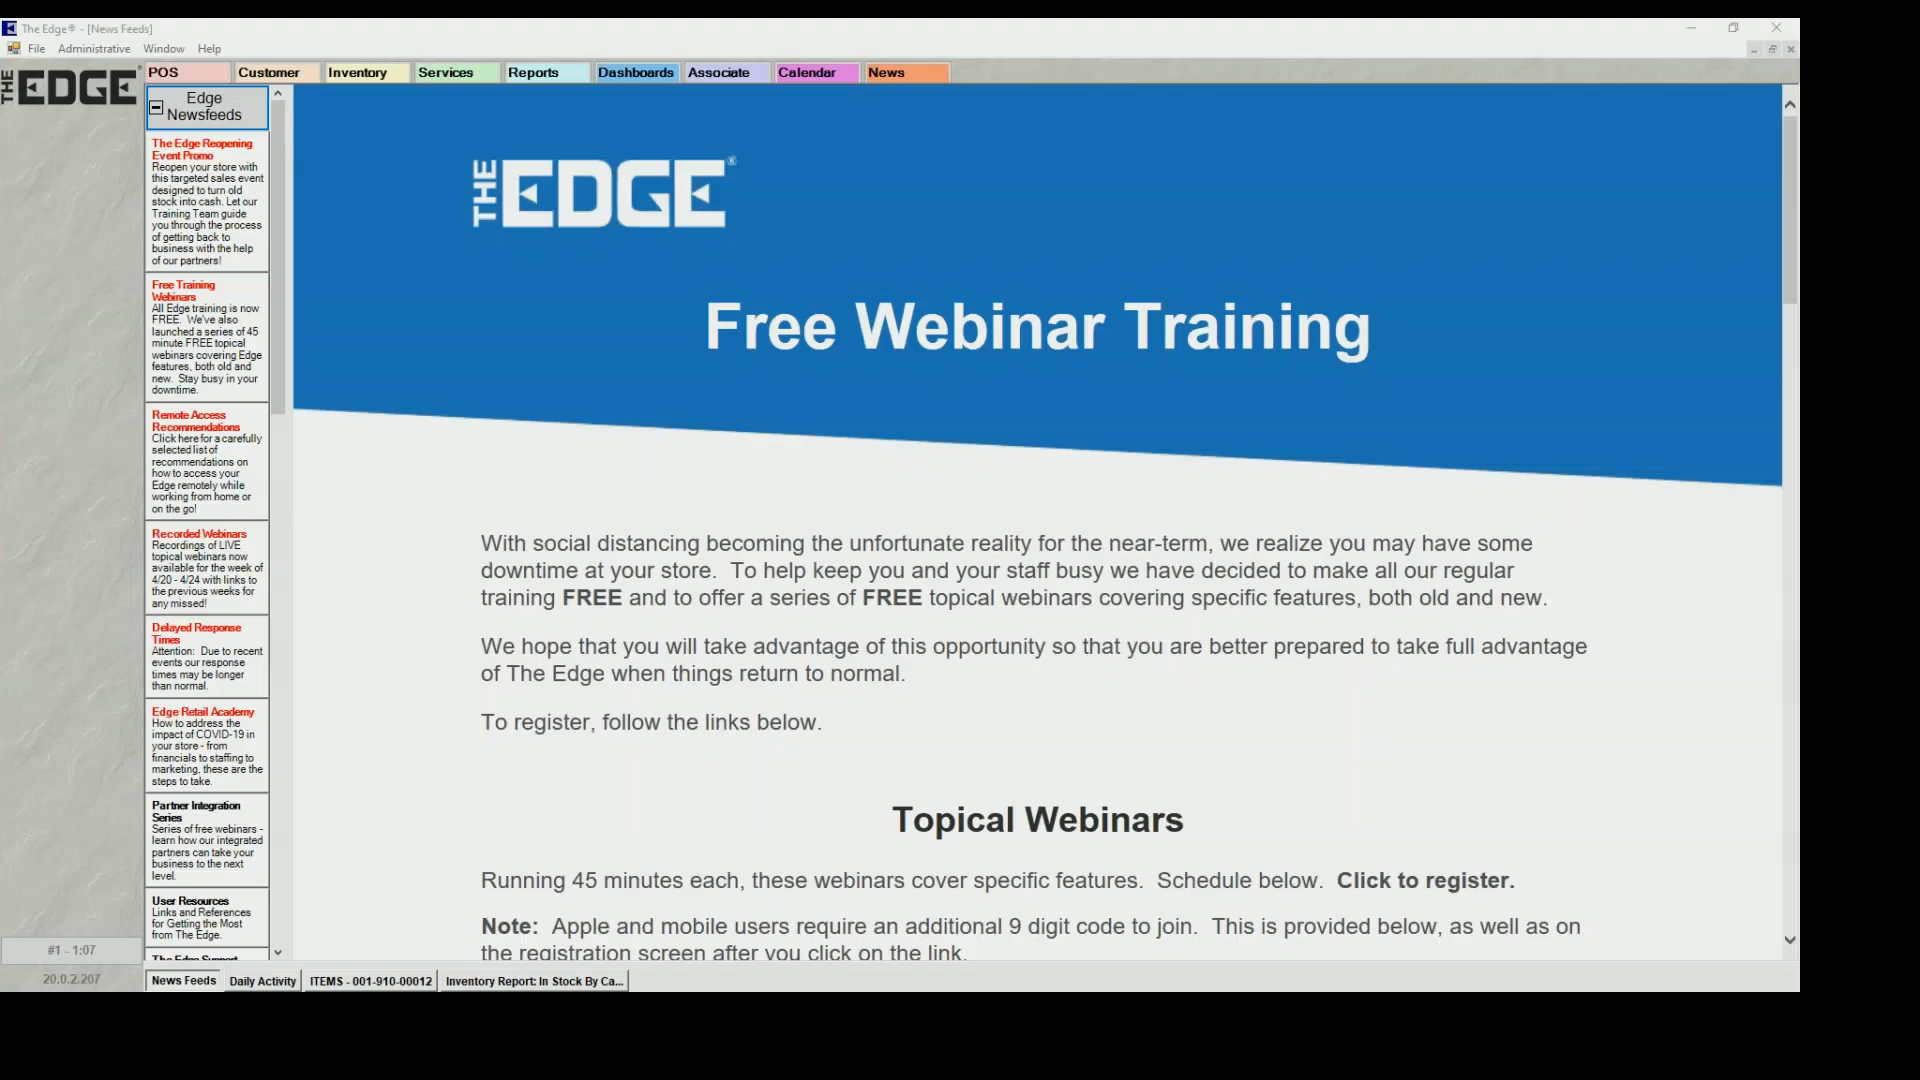 The Edge® - [News Feeds]
File Administrative Window Help
THE EDGE
POS Customer Inventory Services Reports Dashboards Associate Calendar News
Edge
Newsfeeds
The Edge Reopening
Event Promo
Reopen your store with
this targeted sales event
designed to turn old
stock into cash. Let our
Training Team guide
you through the process
of getting back to
business with the help
of our partners!
Free Training
Webinars
All Edge training is now
FREE. We've also
launched a series of 45
minute FREE topical
webinars covering Edge
features, both old and
new. Stay busy in your
downtime.
Remote Access
Recommendations
Click here for a carefully
selected list of
recommendations on
how to access your
Edge remotely while
working from home or
on the go!
Recorded Webinars
Recordings of LIVE
topical webinars now
available for the week of
4/20 - 4/24 with links to
the previous weeks for
any missed!
Delayed Response
Times
Attention: Due to recent
events our response
times may be longer
than normal.
Edge Retail Academy
How to address the
impact of COVID-19 in
your store - from
financials to staffing to
marketing, these are the
steps to take.
Partner Integration
Series
Series of free webinars -
learn how our integrated
partners can take your
business to the next
level.
User Resources
Links and References
for Getting the Most
from The Edge.
The Edge Support
THE EDGE®
Free Webinar Training
With social distancing becoming the unfortunate reality for the near-term, we realize you may have some
downtime at your store. To help keep you and your staff busy we have decided to make all our regular
training FREE and to offer a series of FREE topical webinars covering specific features, both old and new.
We hope that you will take advantage of this opportunity so that you are better prepared to take full advantage
of The Edge when things return to normal.
To register, follow the links below.
Topical Webinars
Running 45 minutes each, these webinars cover specific features. Schedule below. Click to register.
Note: Apple and mobile users require an additional 9 digit code to join. This is provided below, as well as on
the registration screen after you click on the link.
#1 - 1:07
20.0.2.207
News Feeds Daily Activity ITEMS - 001-910-00012 Inventory Report: In Stock By Ca...